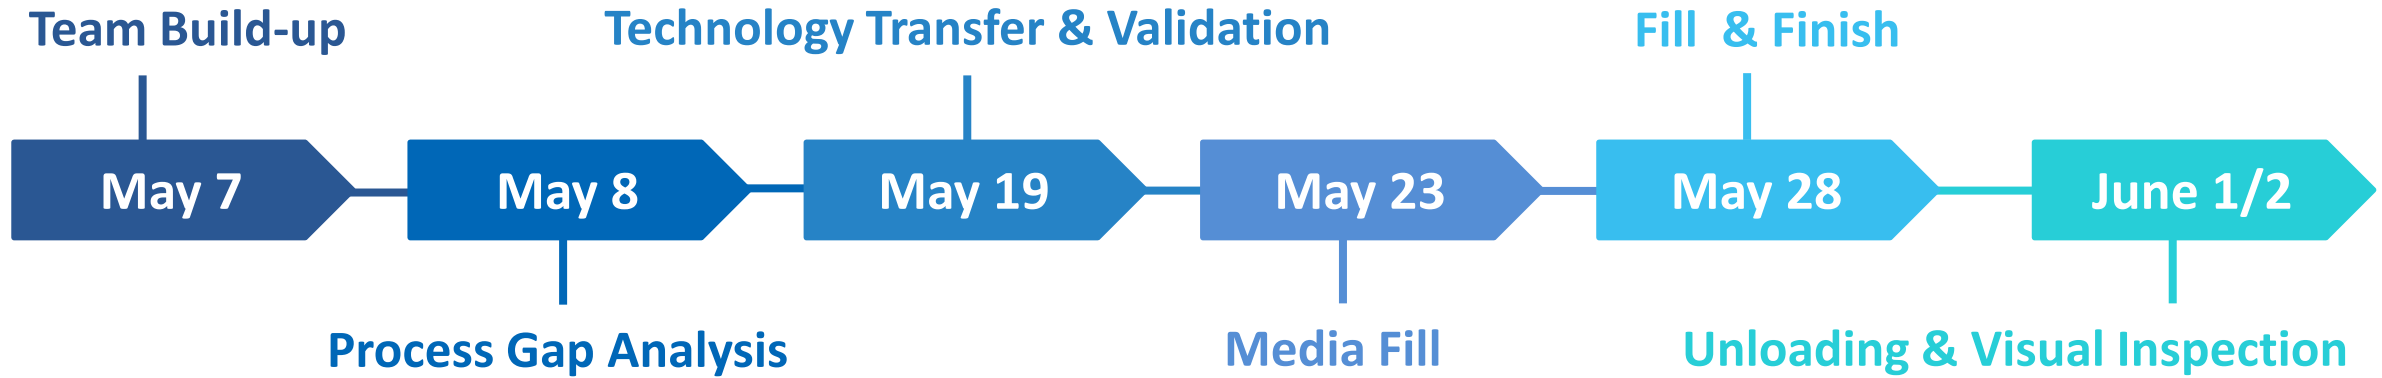 Team Build-up
Technology Transfer & Validation
Fill & Finish
May 7
May 8
May 19
May 23
May 28
June 1/2
Process Gap Analysis
Media Fill
Unloading & Visual Inspection